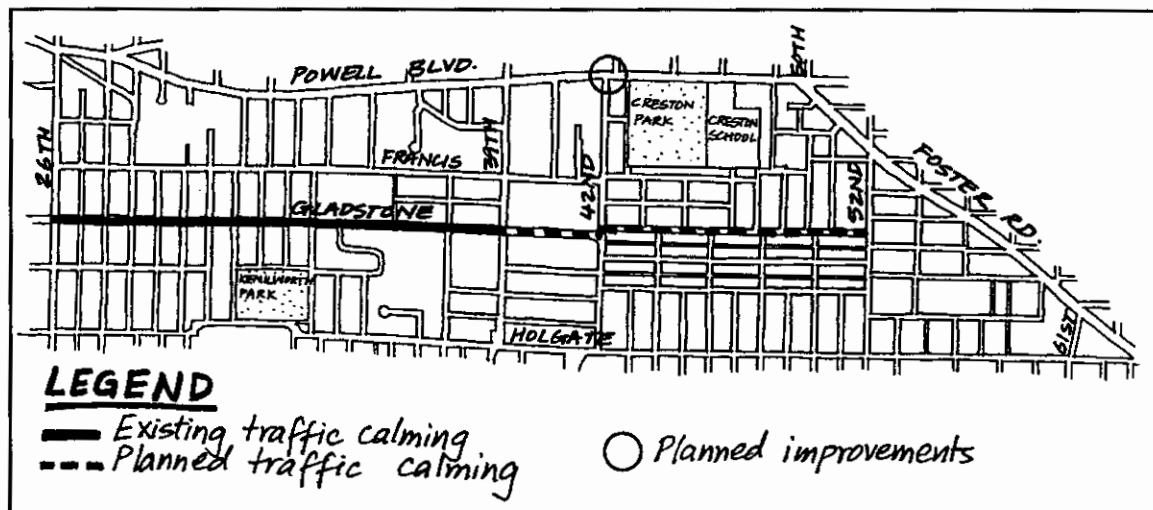 50TH
POWELL BLVD.
CRESTON
PARK
CRESTON
SCHOOL
26TH
39TH
FRANCIS
42ND
52ND
FOSTER RD.
GLADSTONE
KENILWORTH
PARK
HOLGATE
61ST
LEGEND
Existing traffic calming
Planned traffic calming
Planned improvements